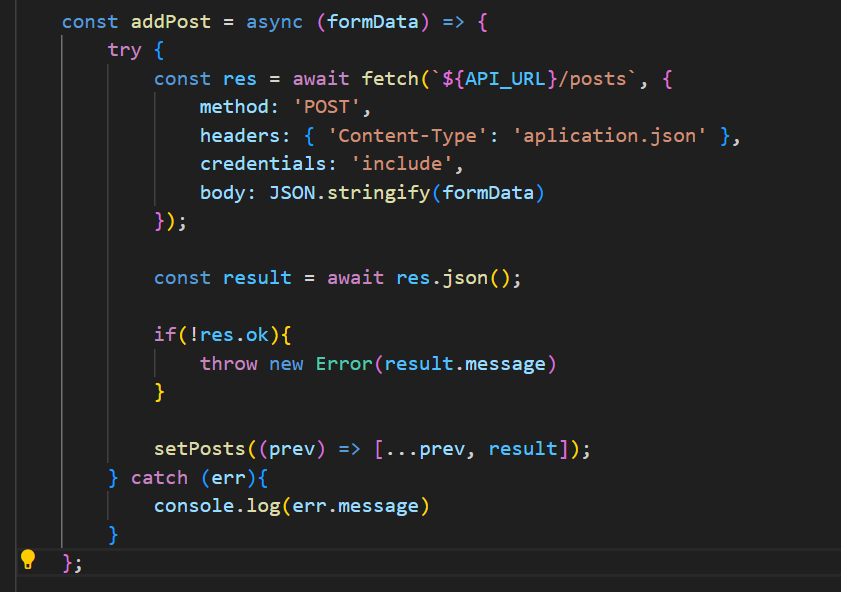 const addPost = async (formData) => {
try {
const res = await fetch(`${API_URL}/posts`, {
method: 'POST',
headers: { 'Content-Type': 'aplication.json' },
credentials: 'include',
body: JSON.stringify(formData)
});
const result = await res.json();
if(!res.ok){
throw new Error(result.message)
}
setPosts((prev) => [...prev, result]);
} catch (err){
console.log(err.message)
}
};